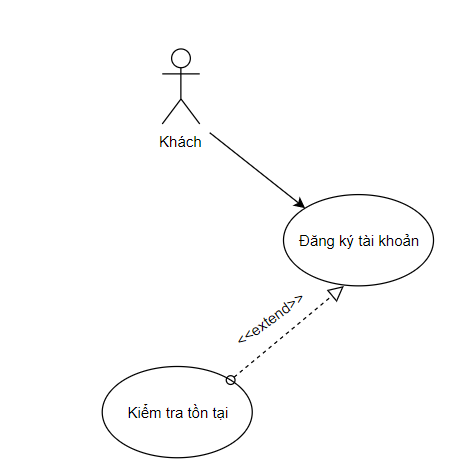 Khách
Đăng ký tài khoản
<<extend>>
Kiểm tra tồn tại